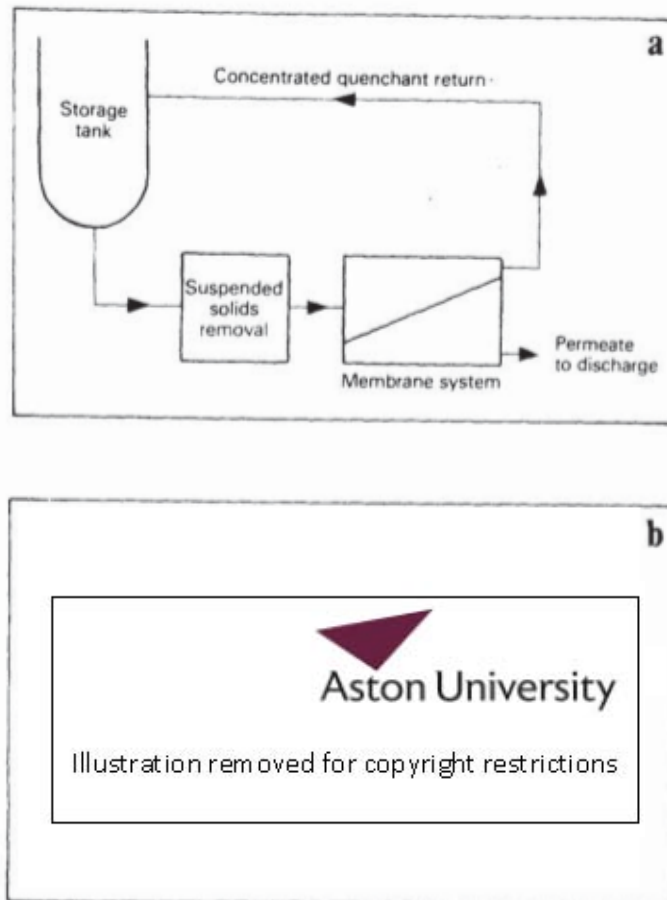 a
Concentrated quenchant return
Storage
tank
Suspended
solids
removal
Membrane system
Permeate
to discharge
b
Aston University
Illustration removed for copyright restrictions